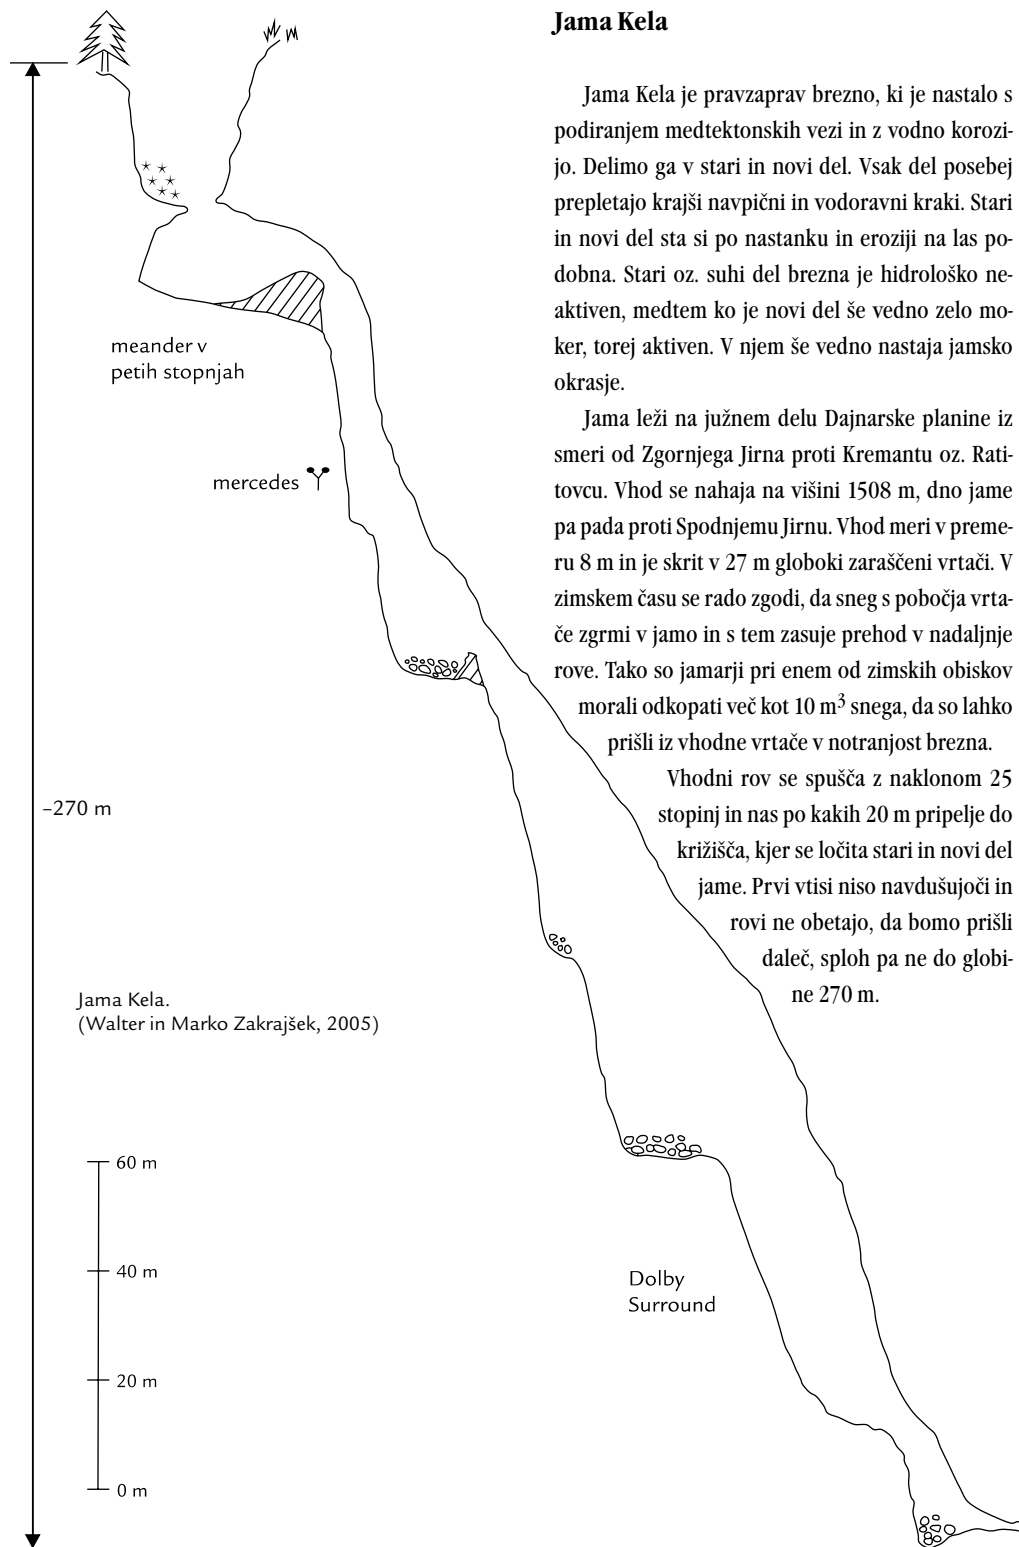 Jama Kela
Jama Kela je pravzaprav brezno, ki je nastalo s
podiranjem medtektonskih vezi in z vodno korozi-
jo. Delimo ga v stari in novi del. Vsak del posebej
prepletajo krajši navpični in vodoravni kraki. Stari
in novi del sta si po nastanku in eroziji na las po-
dobna. Stari oz. suhi del brezna je hidrološko ne-
aktiven, medtem ko je novi del še vedno zelo mo-
ker, torej aktiven. V njem še vedno nastaja jamsko
okrasje.
Jama leži na južnem delu Dajnarske planine iz
smeri od Zgornjega Jirna proti Kremantu oz. Rati-
tovcu. Vhod se nahaja na višini 1508 m, dno jame
pa pada proti Spodnjemu Jirnu. Vhod meri v preme-
ru 8 m in je skrit v 27 m globoki zaraščeni vrtači. V
zimskem času se rado zgodi, da sneg s pobočja vrta-
če zgrmi v jamo in s tem zasuje prehod v nadaljnje
rove. Tako so jamarji pri enem od zimskih obiskov
morali odkopati več kot 10 m³ snega, da so lahko
prišli iz vhodne vrtače v notranjost brezna.
Vhodni rov se spušča z naklonom 25
stopinj in nas po kakih 20 m pripelje do
križišča, kjer se ločita stari in novi del
jame. Prvi vtisi niso navdušujoči in
rovi ne obetajo, da bomo prišli
daleč, sploh pa ne do globi-
ne 270 m.
meander v
petih stopnjah
mercedes
–270 m
Jama Kela.
(Walter in Marko Zakrajšek, 2005)
60 m
40 m
20 m
0 m
Dolby
Surround